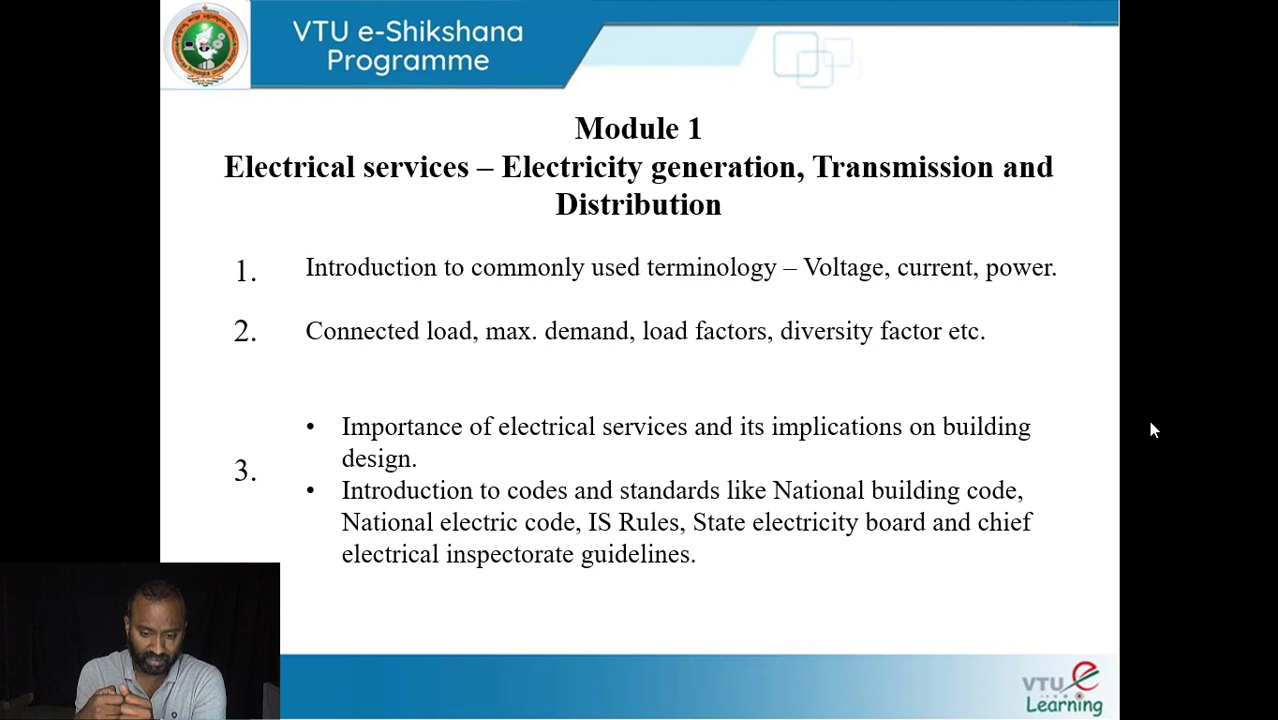 VTU e-Shikshana
Programme
Module 1
Electrical services – Electricity generation, Transmission and
Distribution
1. Introduction to commonly used terminology – Voltage, current, power.
2. Connected load, max. demand, load factors, diversity factor etc.
3.
• Importance of electrical services and its implications on building
design.
• Introduction to codes and standards like National building code,
National electric code, IS Rules, State electricity board and chief
electrical inspectorate guidelines.
VTU e
Learning